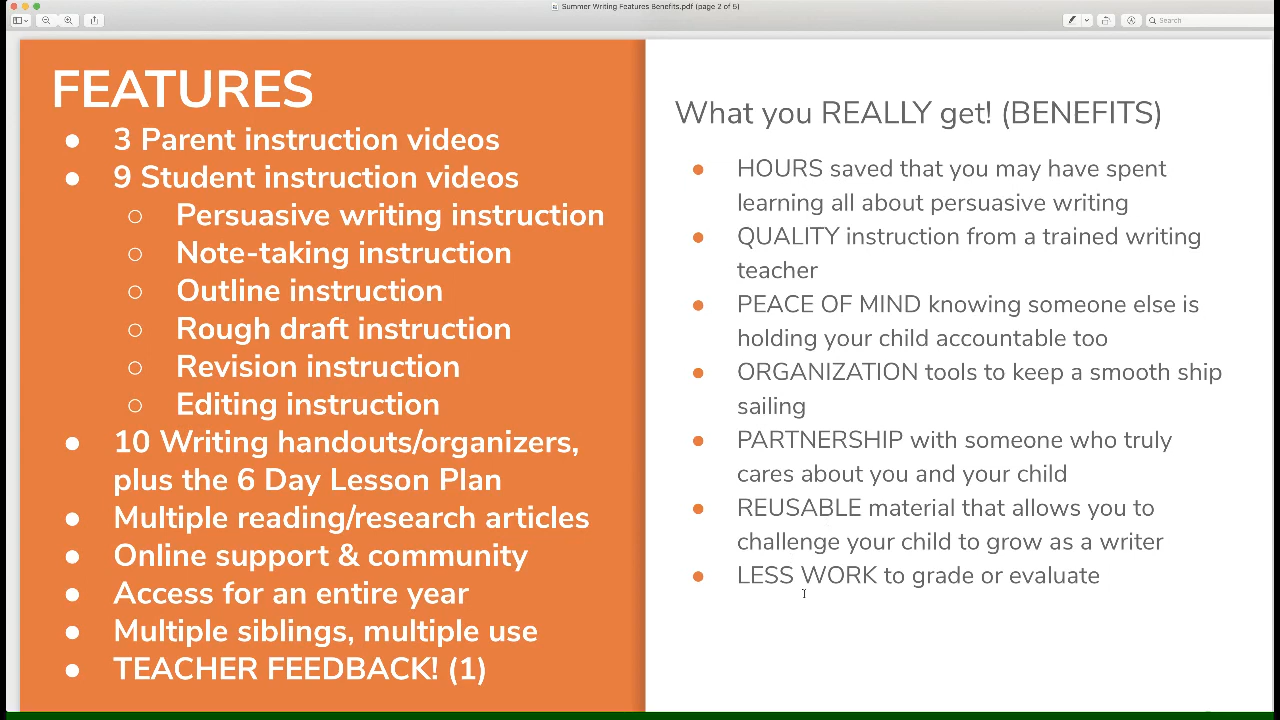 Summer Writing Features Benefits.pdf (page 2 of 5)
Search
FEATURES
● 3 Parent instruction videos
● 9 Student instruction videos
○ Persuasive writing instruction
○ Note-taking instruction
○ Outline instruction
○ Rough draft instruction
○ Revision instruction
○ Editing instruction
● 10 Writing handouts/organizers,
plus the 6 Day Lesson Plan
● Multiple reading/research articles
● Online support & community
● Access for an entire year
● Multiple siblings, multiple use
● TEACHER FEEDBACK! (1)
What you REALLY get! (BENEFITS)
● HOURS saved that you may have spent
learning all about persuasive writing
● QUALITY instruction from a trained writing
teacher
● PEACE OF MIND knowing someone else is
holding your child accountable too
● ORGANIZATION tools to keep a smooth ship
sailing
● PARTNERSHIP with someone who truly
cares about you and your child
● REUSABLE material that allows you to
challenge your child to grow as a writer
● LESS WORK to grade or evaluate